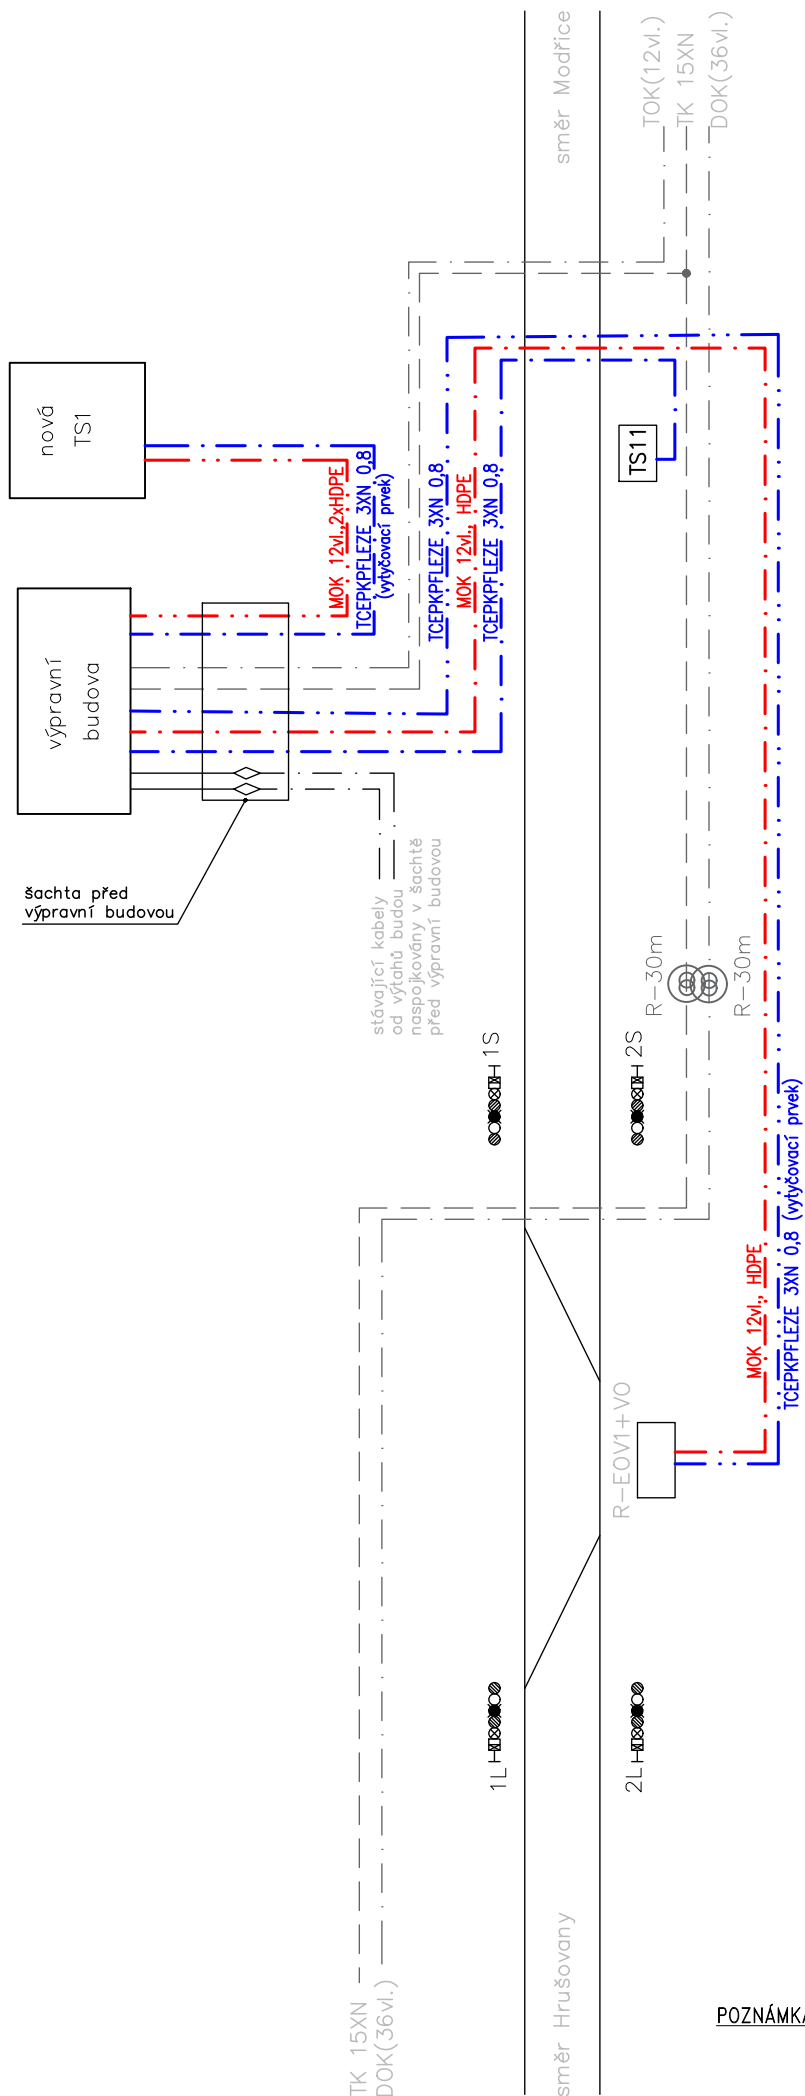 směr Modřice
TOK(12vl.)
TK 15XN
DOK(36vl.)
nová
TS1
MOK 12vl.,2xHDPE
TCEPKPFLEZE 3XN 0,8
(vytyčovací prvek)
TCEPKPFLEZE 3XN 0,8
MOK 12vl., HDPE
TCEPKPFLEZE 3XN 0,8
TS11
výpravní
budova
šachta před
výpravní budovou
stávající kabely
od výtahů budou
naspojkovány v šachtě
před výpravní budovou
R-30m
R-30m
1S
2S
MOK 12vl., HDPE
TCEPKPFLEZE 3XN 0,8 (vytyčovací prvek)
R-EOV1+VO
1L
2L
TK 15XN
DOK(36vl.)
směr Hrušovany
POZNÁMKA